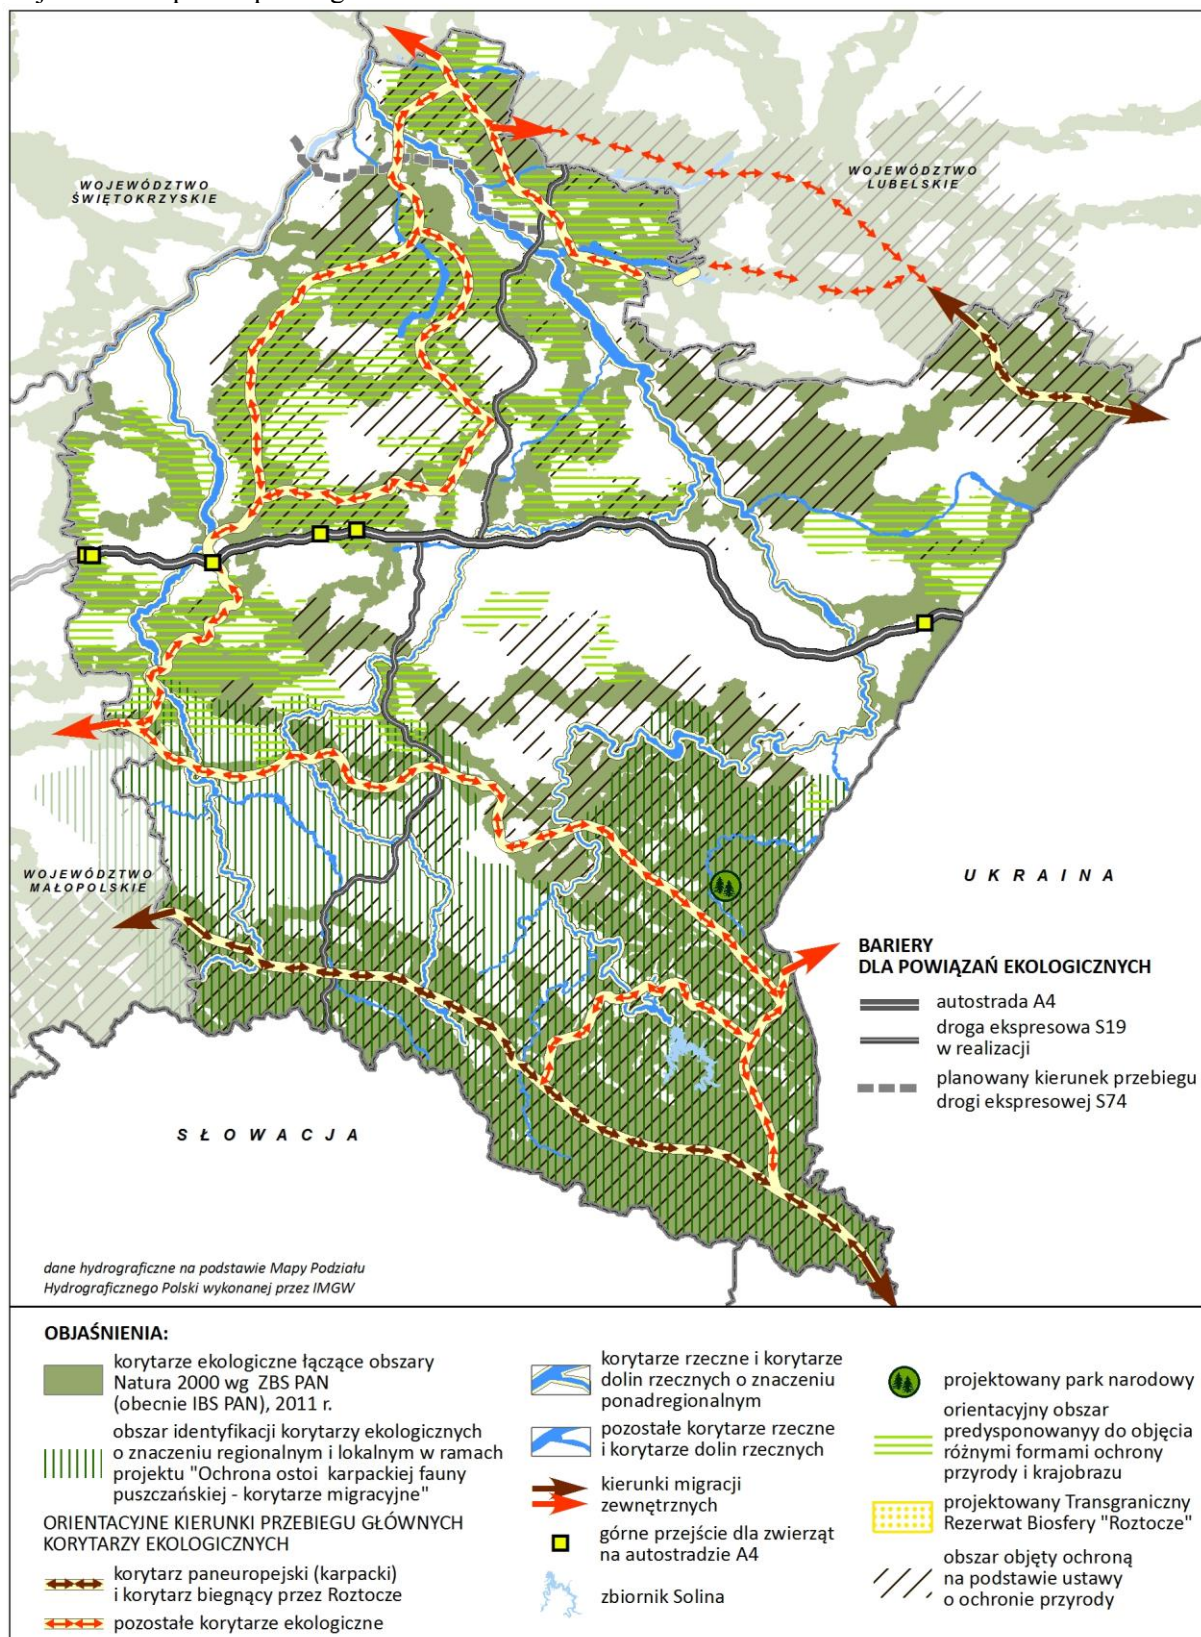 WOJEWÓDZTWO
ŚWIĘTOKRZYSKIE
WOJEWÓDZTWO
LUBELSKIE
WOJEWÓDZTWO
MAŁOPOLSKIE
UKRAINA
SŁOWACJA
BARIERY
DLA POWIĄZAŃ EKOLOGICZNYCH
autostrada A4
droga ekspresowa S19
w realizacji
planowany kierunek przebiegu
drogi ekspresowej S74
dane hydrograficzne na podstawie Mapy Podziału
Hydrograficznego Polski wykonanej przez IMGW
OBJAŚNIENIA:
korytarze ekologiczne łączące obszary
Natura 2000 wg ZBS PAN
(obecnie IBS PAN), 2011 r.
obszar identyfikacji korytarzy ekologicznych
o znaczeniu regionalnym i lokalnym w ramach
projektu "Ochrona ostoi karpackiej fauny
puszczańskiej - korytarze migracyjne"
ORIENTACYJNE KIERUNKI PRZEBIEGU GŁÓWNYCH
KORYTARZY EKOLOGICZNYCH
korytarz paneuropejski (karpacki)
i korytarz biegnący przez Roztocze
pozostałe korytarze ekologiczne
korytarze rzeczne i korytarze
dolin rzecznych o znaczeniu
ponadregionalnym
pozostałe korytarze rzeczne
i korytarze dolin rzecznych
kierunki migracji
zewnętrznych
górne przejście dla zwierząt
na autostradzie A4
zbiornik Solina
projektowany park narodowy
orientacyjny obszar
predysponowanyy do objęcia
różnymi formami ochrony
przyrody i krajobrazu
projektowany Transgraniczny
Rezerwat Biosfery "Roztocze"
obszar objęty ochroną
na podstawie ustawy
o ochronie przyrody